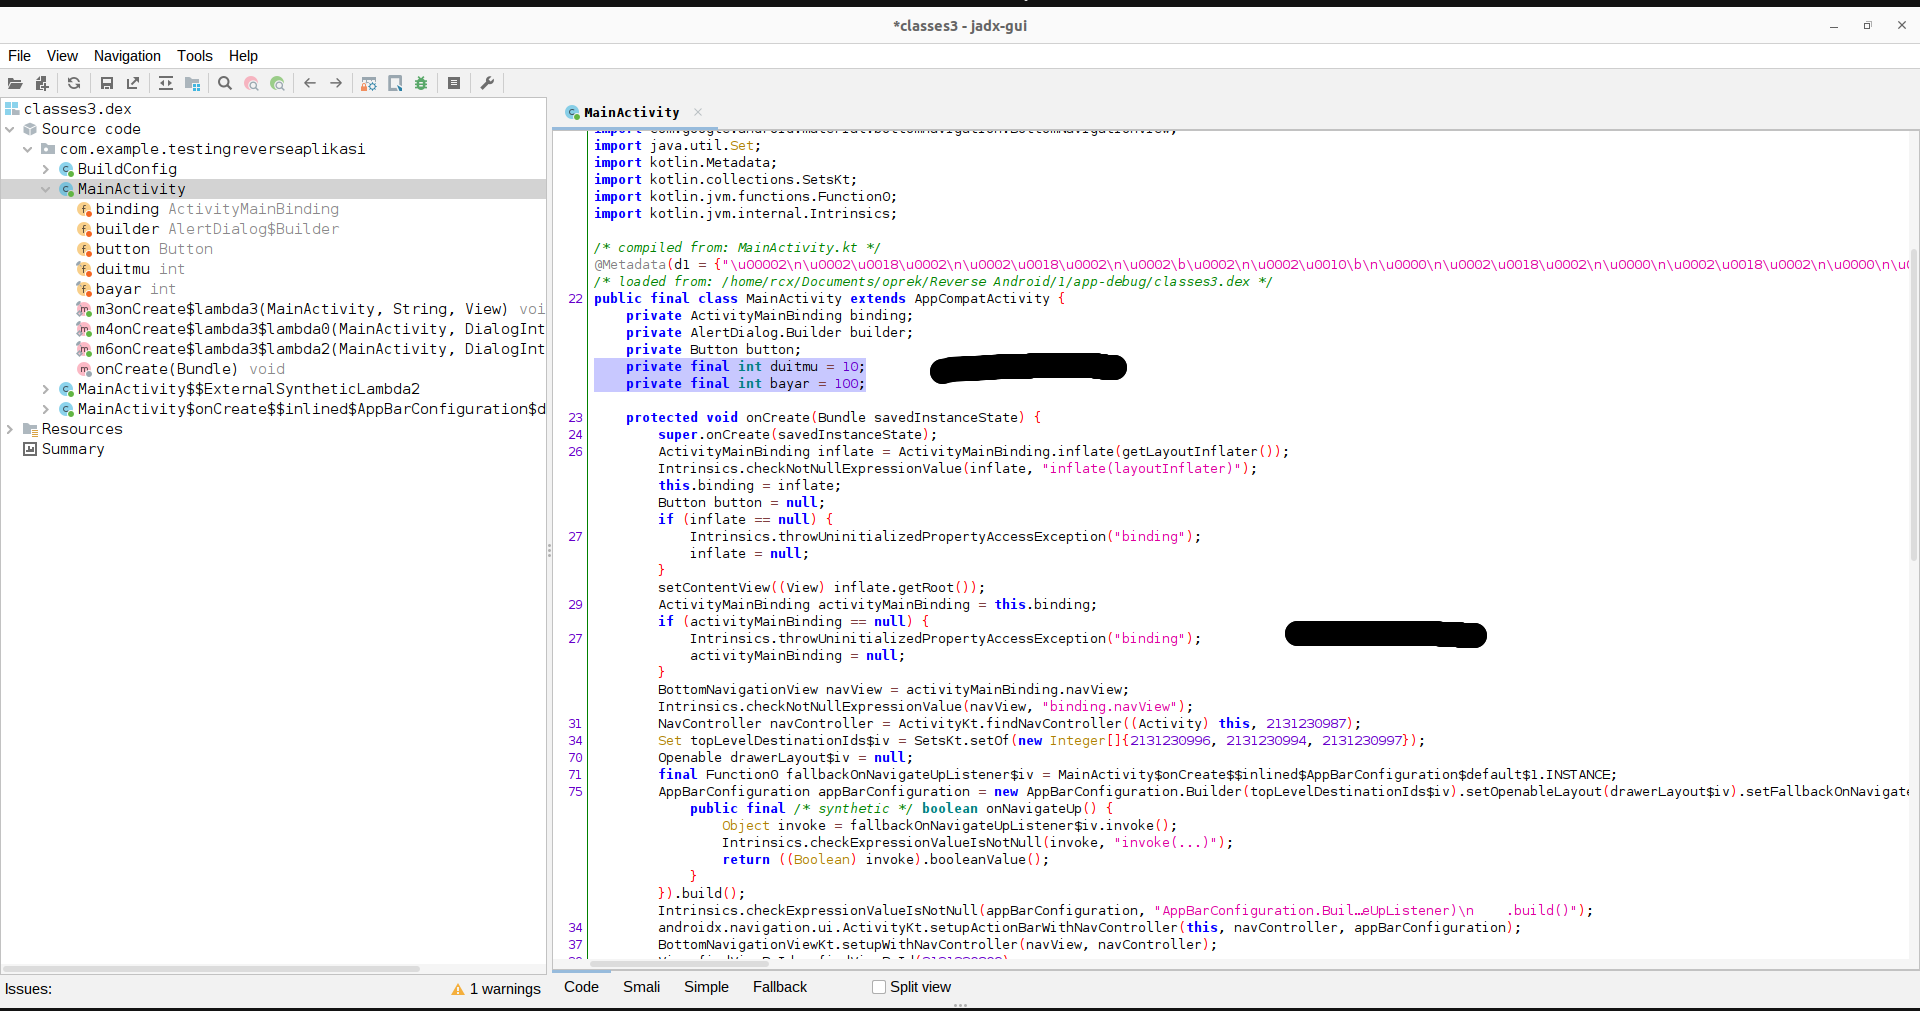 *classes3 - jadx-gui
File View Navigation Tools Help
classes3.dex
Source code
com.example.testingreverseaplikasi
BuildConfig
MainActivity
binding ActivityMainBinding
builder AlertDialog$Builder
button Button
duitmu int
bayar int
m3onCreate$lambda3(MainActivity, String, View) voi
m4onCreate$lambda3$lambda0(MainActivity, DialogInt
m6onCreate$lambda3$lambda2(MainActivity, DialogInt
onCreate(Bundle) void
MainActivity$$ExternalSyntheticLambda2
MainActivity$onCreate$$inlined$AppBarConfiguration$d
Resources
Summary
Issues:
1 warnings
MainActivity
import com.google.android.material.bottomnavigation.BottomNavigationView;
import java.util.Set;
import kotlin.Metadata;
import kotlin.collections.SetsKt;
import kotlin.jvm.functions.Function0;
import kotlin.jvm.internal.Intrinsics;
/* compiled from: MainActivity.kt */
@Metadata(d1 = {"\u00002\n\u0002\u0018\u0002\n\u0002\u0018\u0002\n\u0002\b\u0002\n\u0002\u0010\b\n\u0000\n\u0002\u0018\u0002\n\u0000\n\u0002\u0018\u0002\n\u0000\n\u0
/* loaded from: /home/rcx/Documents/oprek/Reverse Android/1/app-debug/classes3.dex */
22 public final class MainActivity extends AppCompatActivity {
private ActivityMainBinding binding;
private AlertDialog.Builder builder;
private Button button;
private final int duitmu = 10;
private final int bayar = 100;
23 protected void onCreate(Bundle savedInstanceState) {
24 super.onCreate(savedInstanceState);
26 ActivityMainBinding inflate = ActivityMainBinding.inflate(getLayoutInflater());
Intrinsics.checkNotNullExpressionValue(inflate, "inflate(layoutInflater)");
this.binding = inflate;
Button button = null;
if (inflate == null) {
27 Intrinsics.throwUninitializedPropertyAccessException("binding");
inflate = null;
}
setContentView((View) inflate.getRoot());
29 ActivityMainBinding activityMainBinding = this.binding;
if (activityMainBinding == null) {
27 Intrinsics.throwUninitializedPropertyAccessException("binding");
activityMainBinding = null;
}
BottomNavigationView navView = activityMainBinding.navView;
Intrinsics.checkNotNullExpressionValue(navView, "binding.navView");
31 NavController navController = ActivityKt.findNavController((Activity) this, 2131230987);
34 Set topLevelDestinationIds$iv = SetsKt.setOf(new Integer[]{2131230996, 2131230994, 2131230997});
70 Openable drawerLayout$iv = null;
71 final Function0 fallbackOnNavigateUpListener$iv = MainActivity$onCreate$$inlined$AppBarConfiguration$default$1.INSTANCE;
75 AppBarConfiguration appBarConfiguration = new AppBarConfiguration.Builder(topLevelDestinationIds$iv).setOpenableLayout(drawerLayout$iv).setFallbackOnNavigate
public final /* synthetic */ boolean onNavigateUp() {
Object invoke = fallbackOnNavigateUpListener$iv.invoke();
Intrinsics.checkExpressionValueIsNotNull(invoke, "invoke(...)");
return ((Boolean) invoke).booleanValue();
}
}).build();
Intrinsics.checkExpressionValueIsNotNull(appBarConfiguration, "AppBarConfiguration.Buil…eUpListener)\n    .build()");
34 androidx.navigation.ui.ActivityKt.setupActionBarWithNavController(this, navController, appBarConfiguration);
37 BottomNavigationViewKt.setupWithNavController(navView, navController);
Code Smali Simple Fallback Split view